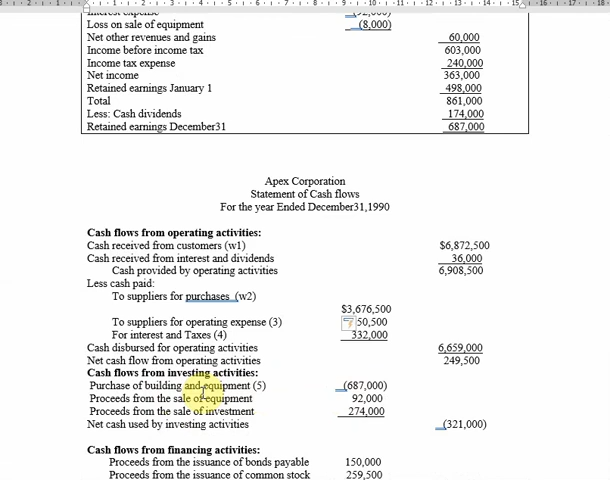 Loss on sale of equipment (8,000)
Net other revenues and gains 60,000
Income before income tax 603,000
Income tax expense 240,000
Net income 363,000
Retained earnings January 1 498,000
Total 861,000
Less: Cash dividends 174,000
Retained earnings December31 687,000
Apex Corporation
Statement of Cash flows
For the year Ended December31,1990
Cash flows from operating activities:
Cash received from customers (w1) $6,872,500
Cash received from interest and dividends 36,000
Cash provided by operating activities 6,908,500
Less cash paid:
To suppliers for purchases (w2)
$3,676,500
To suppliers for operating expense (3) 50,500
For interest and Taxes (4) 332,000
Cash disbursed for operating activities 6,659,000
Net cash flow from operating activities 249,500
Cash flows from investing activities:
Purchase of building and equipment (5) (687,000)
Proceeds from the sale of equipment 92,000
Proceeds from the sale of investment 274,000
Net cash used by investing activities (321,000)
Cash flows from financing activities:
Proceeds from the issuance of bonds payable 150,000
Proceeds from the issuance of common stock 259,500